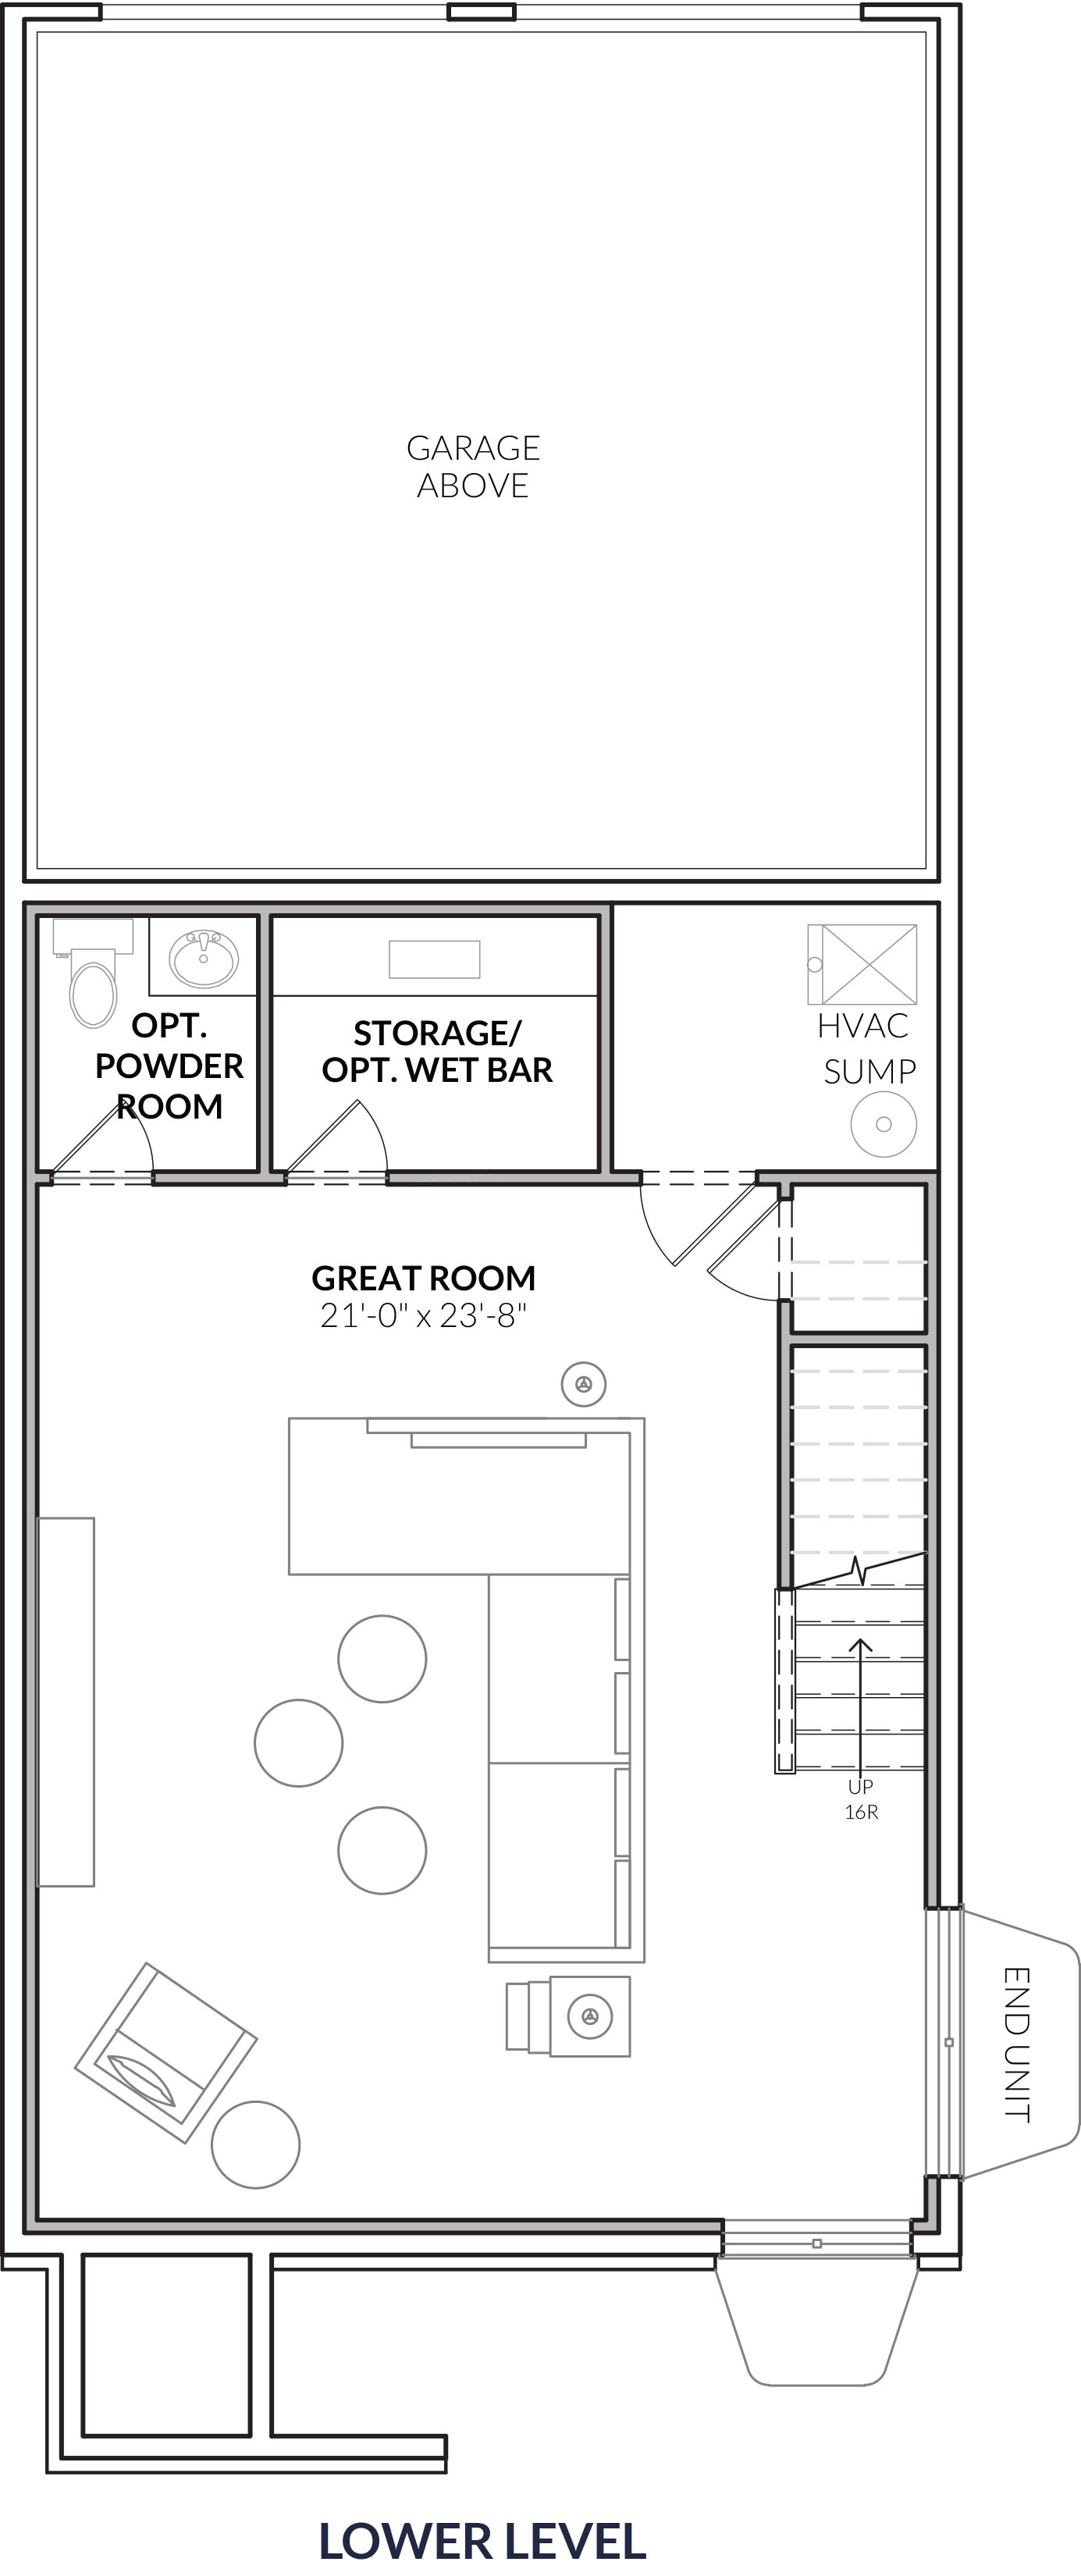 GARAGE
ABOVE
OPT.
POWDER
ROOM
STORAGE/
OPT. WET BAR
HVAC
SUMP
GREAT ROOM
21'-0" x 23'-8"
UP
16R
END UNIT
LOWER LEVEL